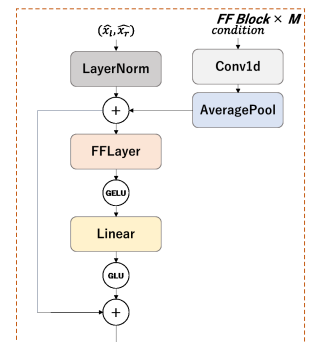 FF Block × M
(x̂ₗ, x̂ᵣ)
condition
LayerNorm
Conv1d
+
AveragePool
FFLayer
GELU
Linear
GLU
+